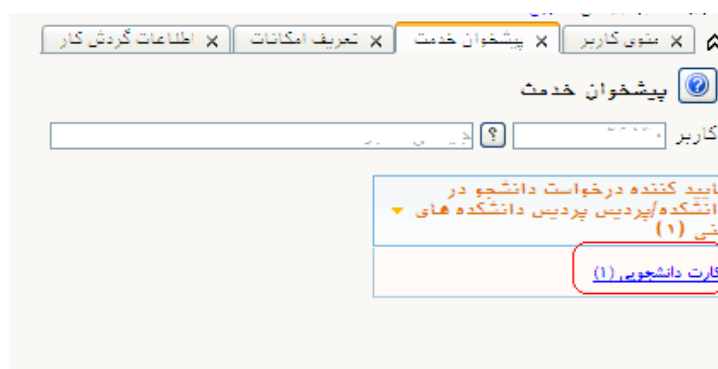 منوی کاربر پیشخوان خدمت تعریف امکانات اطلاعات گردش کار
پیشخوان خدمت
کاربر
تایید کننده درخواست دانشجو در
دانشکده/پردیس پردیس دانشکده های
فنی (۱)
کارت دانشجویی (۱)